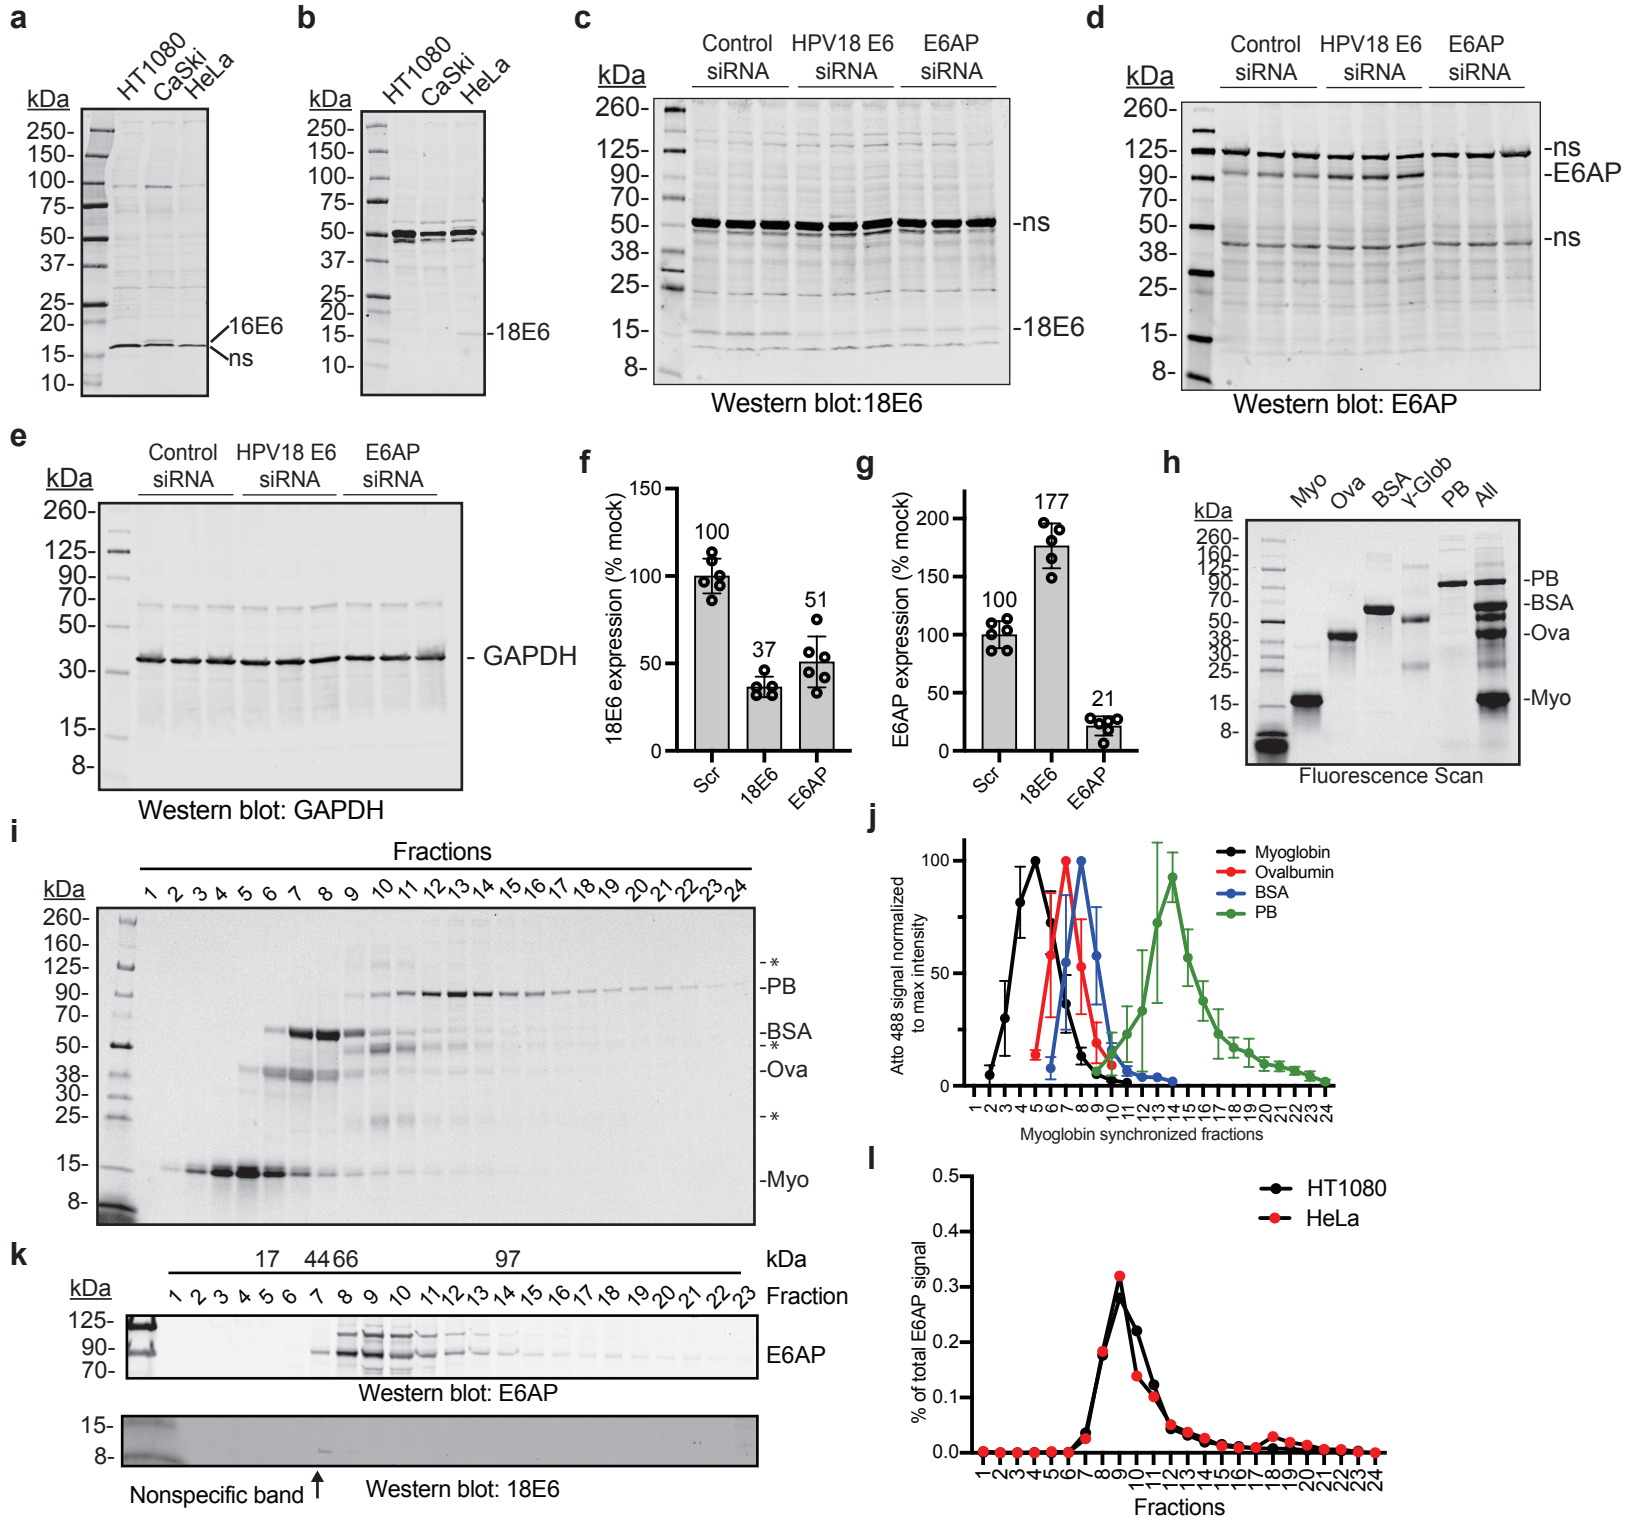 a
HT1080
CaSki
HeLa
kDa
250-
150-
100-
75-
50-
37-
25-
20-
15-
10-
16E6
ns
b
HT1080
CaSki
HeLa
kDa
250-
150-
100-
75-
50-
37-
25-
20-
15-
10-
-18E6
c
Control HPV18 E6 E6AP
siRNA siRNA siRNA
kDa
260-
125-
90-
70-
50-
38-
25-
15-
8-
-ns
-18E6
Western blot:18E6
d
Control HPV18 E6 E6AP
siRNA siRNA siRNA
kDa
260-
125-
90-
70-
50-
38-
25-
15-
8-
-ns
-E6AP
-ns
Western blot: E6AP
e
Control HPV18 E6 E6AP
siRNA siRNA siRNA
kDa
260-
125-
90-
70-
50-
30-
15-
8-
- GAPDH
Western blot: GAPDH
f
18E6 expression (% mock)
150
100
50
0
100
37
51
Scr
18E6
E6AP
g
E6AP expression (% mock)
200
150
100
50
0
100
177
21
Scr
18E6
E6AP
h
Myo
Ova
BSA
γ-Glob
PB
All
kDa
260-
160-
125-
90-
70-
50-
38-
30-
25-
15-
8-
-PB
-BSA
-Ova
-Myo
Fluorescence Scan
i
Fractions
kDa
1 2 3 4 5 6 7 8 9 10 11 12 13 14 15 16 17 18 19 20 21 22 23 24
260-
160-
125-
90-
70-
50-
38-
30-
25-
15-
8-
-*
-PB
-BSA
-*
-Ova
-*
-Myo
j
Atto 488 signal normalized
to max intensity
100
50
0
Myoglobin
Ovalbumin
BSA
PB
1 2 3 4 5 6 7 8 9 10 11 12 13 14 15 16 17 18 19 20 21 22 23 24
Myoglobin synchronized fractions
k
17 44 66 97 kDa
kDa
1 2 3 4 5 6 7 8 9 10 11 12 13 14 15 16 17 18 19 20 21 22 23 Fraction
125-
90-
70-
E6AP
Western blot: E6AP
15-
8-
Nonspecific band
Western blot: 18E6
l
% of total E6AP signal
0.5
0.4
0.3
0.2
0.1
0.0
HT1080
HeLa
1 2 3 4 5 6 7 8 9 10 11 12 13 14 15 16 17 18 19 20 21 22 23 24
Fractions